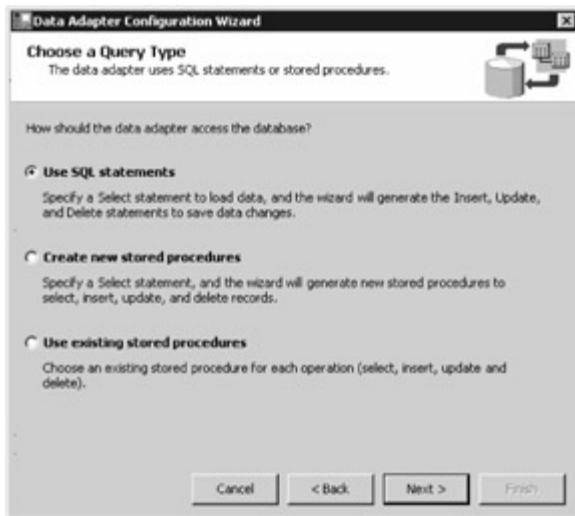 Data Adapter Configuration Wizard
Choose a Query Type
The data adapter uses SQL statements or stored procedures.
How should the data adapter access the database?
Use SQL statements
Specify a Select statement to load data, and the wizard will generate the Insert, Update,
and Delete statements to save data changes.
Create new stored procedures
Specify a Select statement, and the wizard will generate new stored procedures to
select, insert, update, and delete records.
Use existing stored procedures
Choose an existing stored procedure for each operation (select, insert, update and
delete).
Cancel
< Back
Next >
Finish